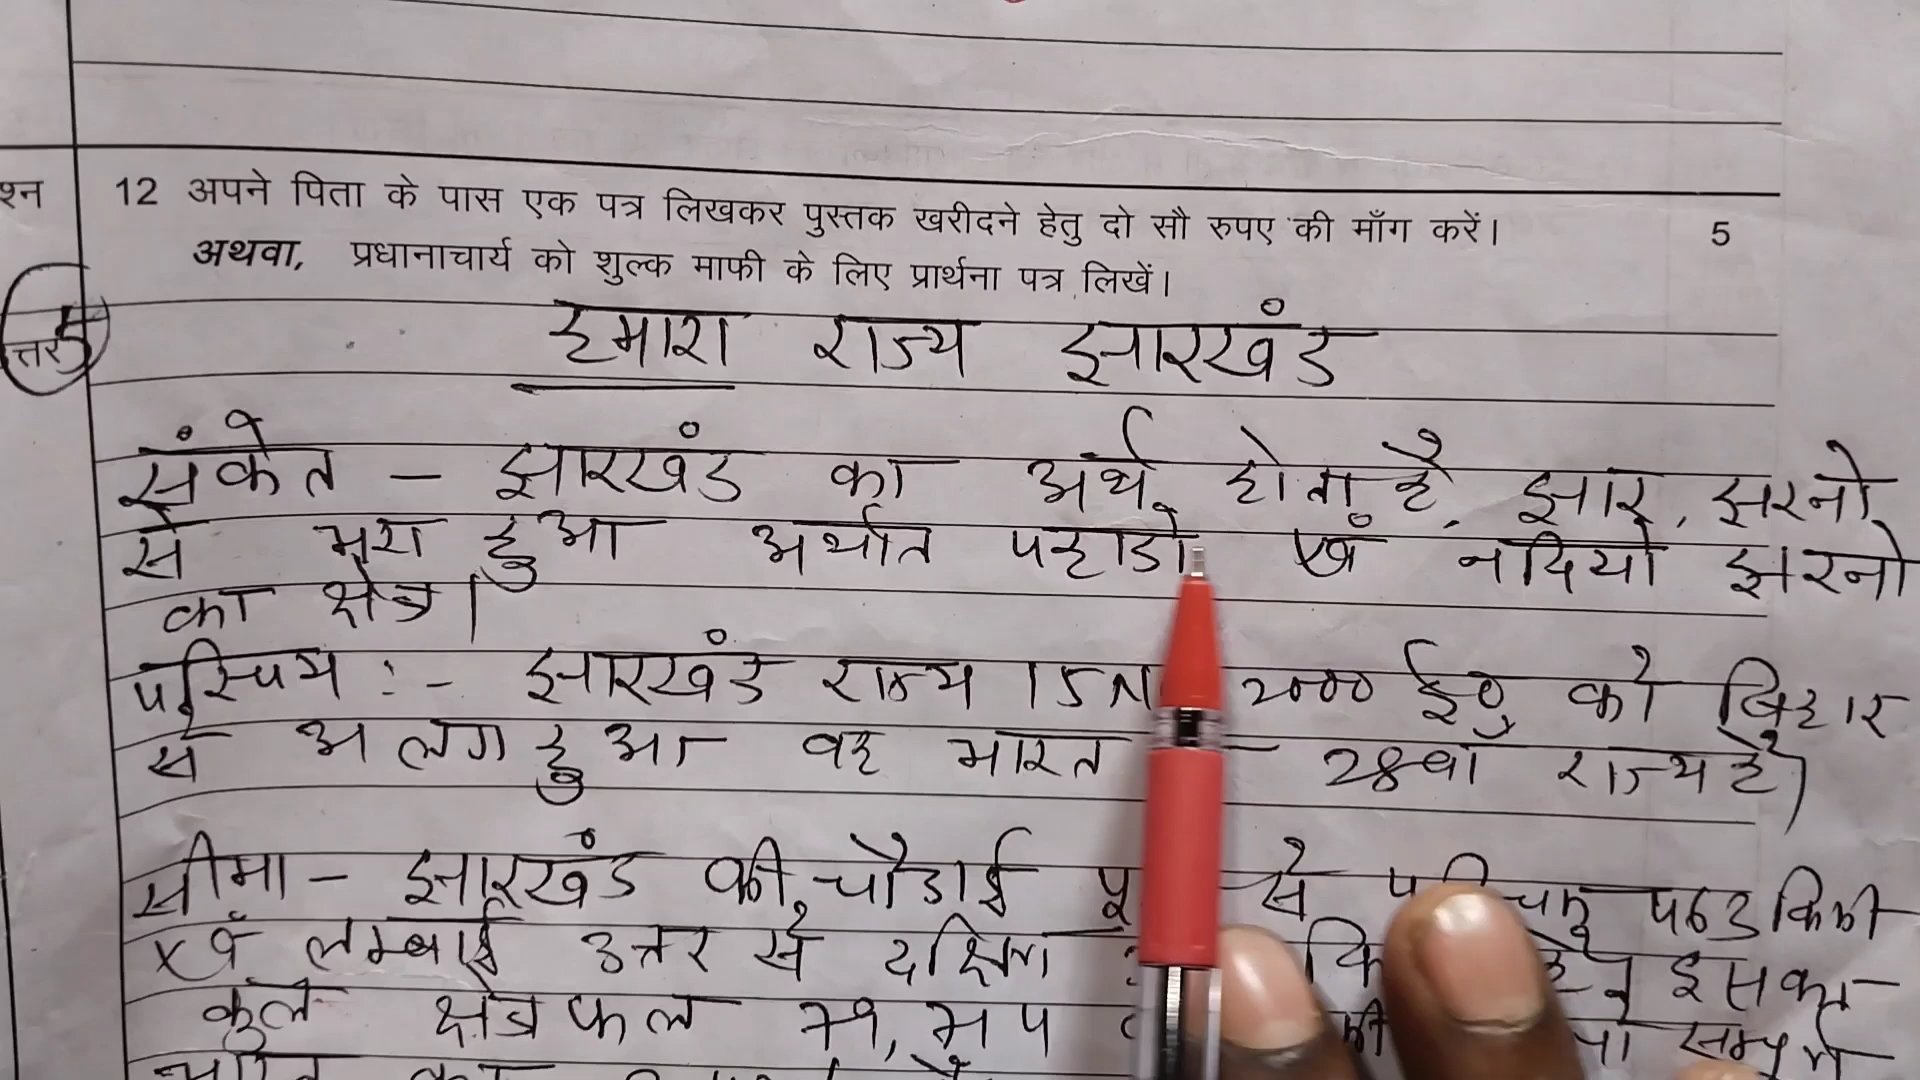 श्न 12 अपने पिता के पास एक पत्र लिखकर पुस्तक खरीदने हेतु दो सौ रुपए की माँग करें। 5
अथवा, प्रधानाचार्य को शुल्क माफी के लिए प्रार्थना पत्र लिखें।
त्तर 5
हमारा राज्य झारखंड
संकेत – झारखंड का अर्थ होता है, झार, झरनो
से भरा हुआ अर्थात पहाडो एवं नदियो झरनो
का क्षेत्र।
परिचय :- झारखंड राज्य 15 N 2000 ई० को बिहार
से अलग हुआ वह भारत 28वां राज्य है।
सीमा – झारखंड की चौडाई पू से किमी
एवं लम्बाई उत्तर से दक्षिण कि इसका
कुल क्षेत्रफल 79, सम्पूर्ण